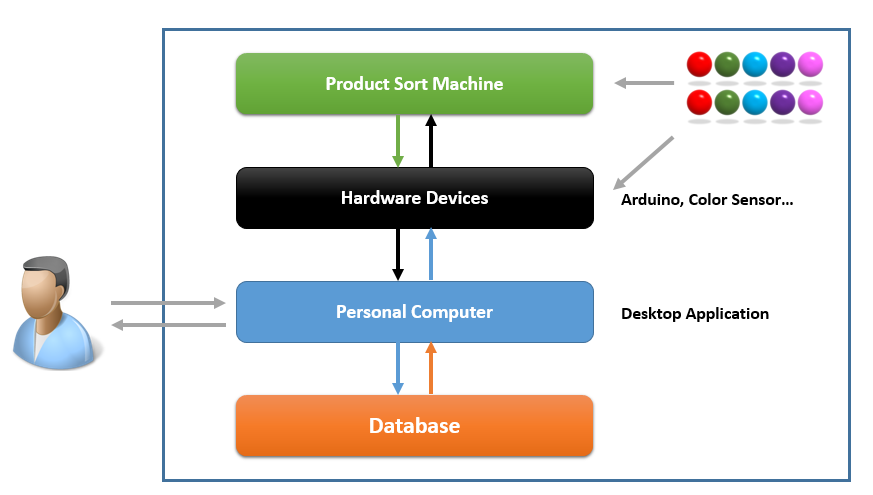 Product Sort Machine
Hardware Devices
Arduino, Color Sensor...
Personal Computer
Desktop Application
Database